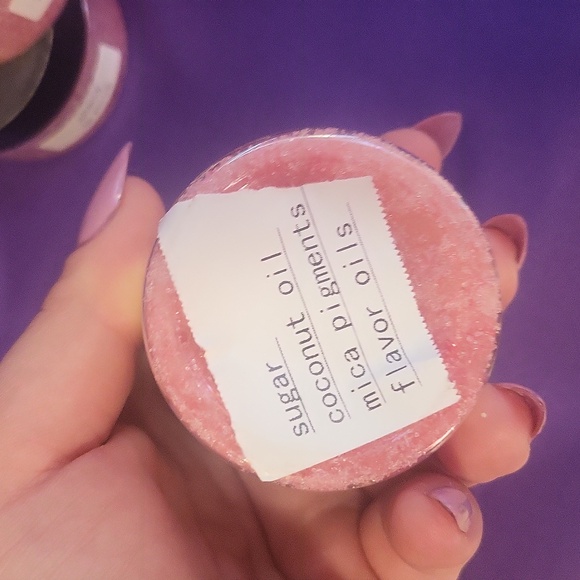 sugar
coconut oil
mica pigments
flavor oils